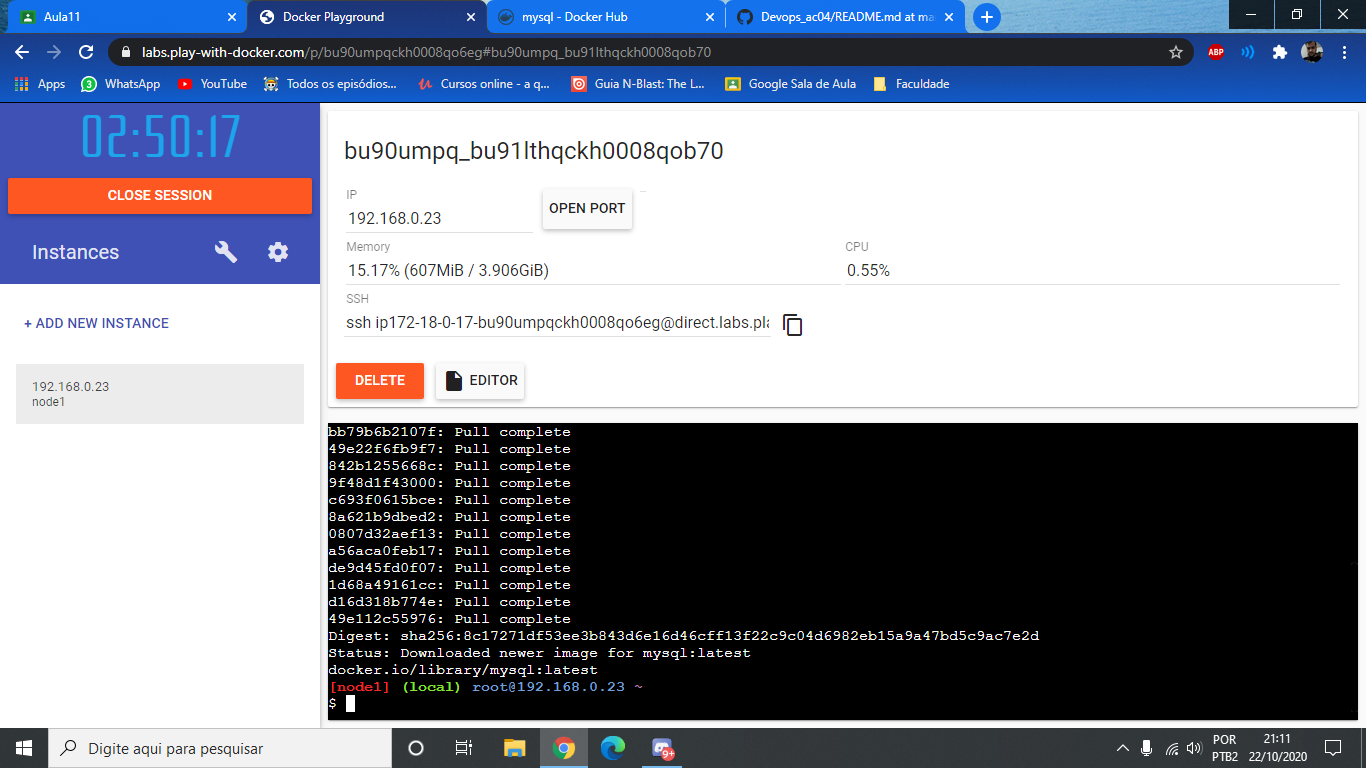 Aula11
Docker Playground
mysql - Docker Hub
Devops_ac04/README.md at ma
labs.play-with-docker.com/p/bu90umpqckh0008qo6eg#bu90umpq_bu91lthqckh0008qob70
ABP
Apps
3
WhatsApp
YouTube
Todos os episódios...
Cursos online - a q...
Guia N-Blast: The L...
Google Sala de Aula
Faculdade
02:50:17
CLOSE SESSION
Instances
+ ADD NEW INSTANCE
192.168.0.23
node1
bu90umpq_bu91lthqckh0008qob70
IP
192.168.0.23
OPEN PORT
Memory
15.17% (607MiB / 3.906GiB)
CPU
0.55%
SSH
ssh ip172-18-0-17-bu90umpqckh0008qo6eg@direct.labs.pla
DELETE
EDITOR
bb79b6b2107f: Pull complete
49e22f6fb9f7: Pull complete
842b1255668c: Pull complete
9f48d1f43000: Pull complete
c693f0615bce: Pull complete
8a621b9dbed2: Pull complete
0807d32aef13: Pull complete
a56aca0feb17: Pull complete
de9d45fd0f07: Pull complete
1d68a49161cc: Pull complete
d16d318b774e: Pull complete
49e112c55976: Pull complete
Digest: sha256:8c17271df53ee3b843d6e16d46cff13f22c9c04d6982eb15a9a47bd5c9ac7e2d
Status: Downloaded newer image for mysql:latest
docker.io/library/mysql:latest
[node1] (local) root@192.168.0.23 ~
$
Digite aqui para pesquisar
9+
POR
PTB2
21:11
22/10/2020